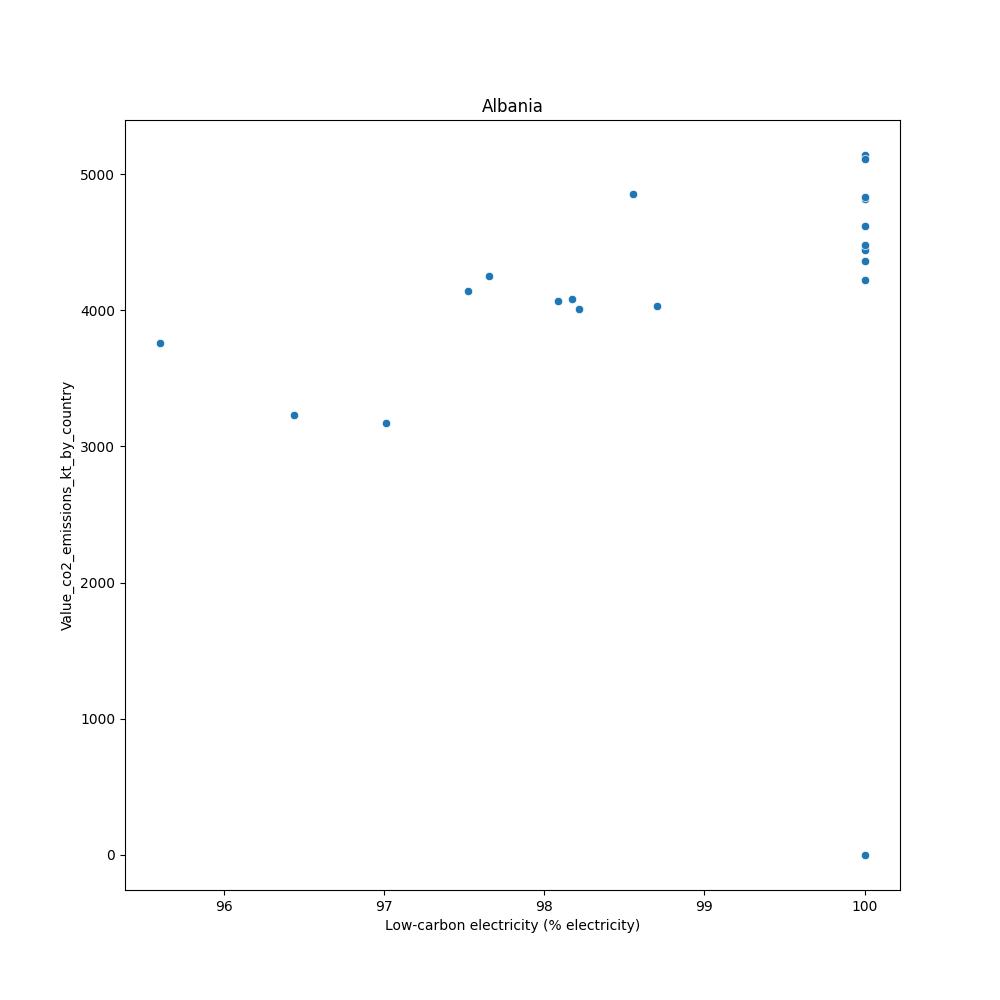 Albania
5000
4000
3000
2000
1000
0
Value_co2_emissions_kt_by_country
96 97 98 99 100
Low-carbon electricity (% electricity)